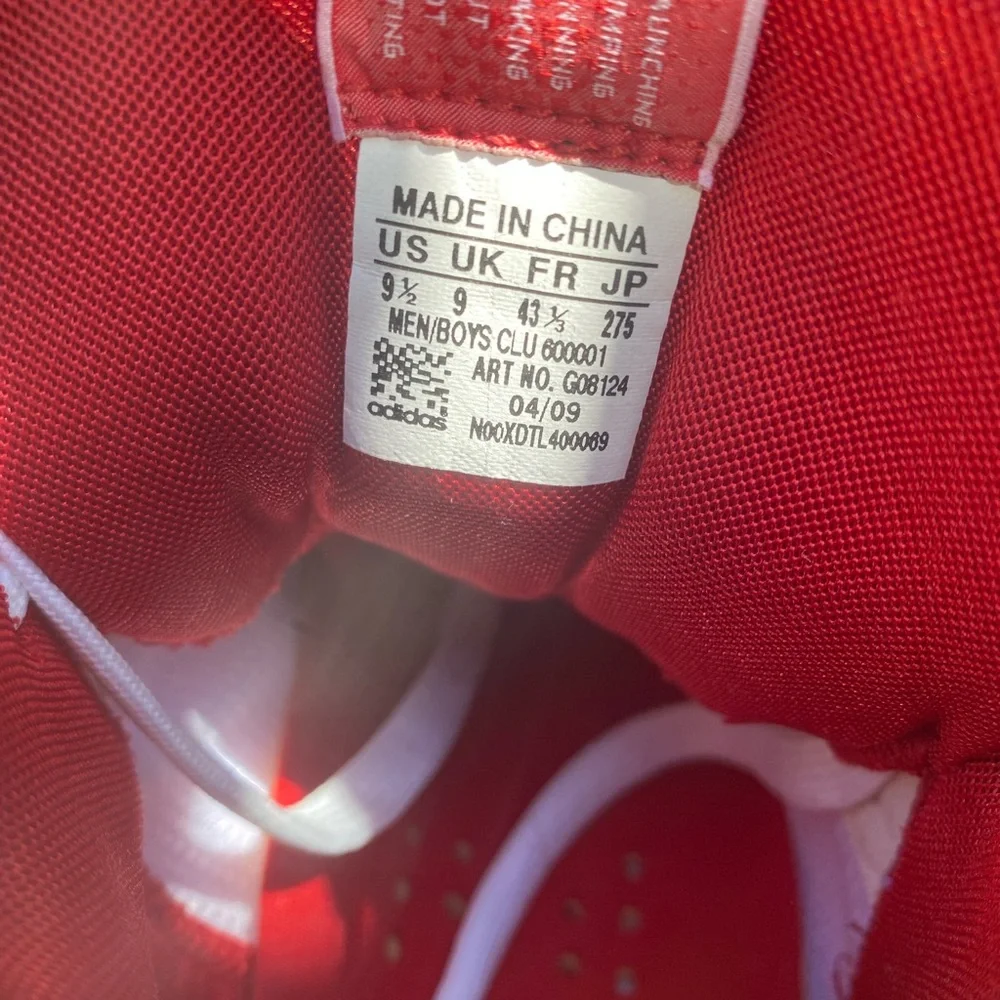 MADE IN CHINA
US UK FR JP
9½ 9 43⅓ 275
MEN/BOYS CLU 600001
ART NO. G08124
04/09
adidas
N00XDTL400069